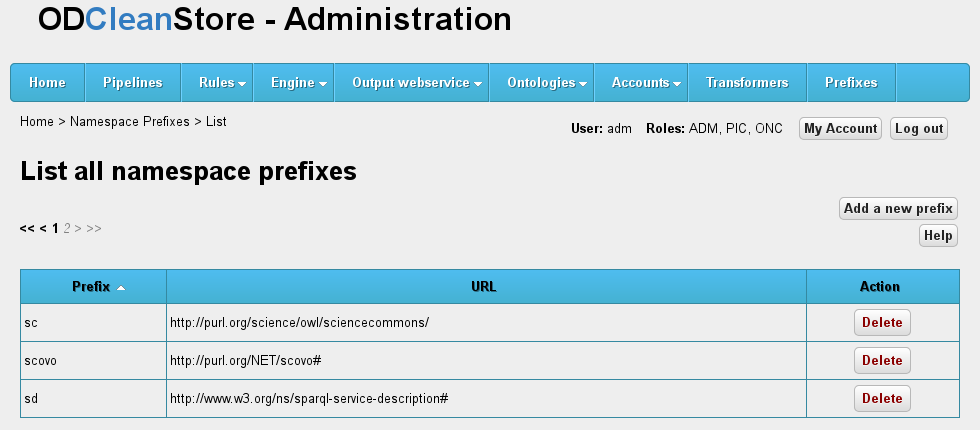 ODCleanStore - Administration
Home Pipelines Rules Engine Output webservice Ontologies Accounts Transformers Prefixes
Home > Namespace Prefixes > List
User: adm Roles: ADM, PIC, ONC My Account Log out
List all namespace prefixes
Add a new prefix
<< < 1 2 > >>
Help
Prefix URL Action
sc http://purl.org/science/owl/sciencecommons/ Delete
scovo http://purl.org/NET/scovo# Delete
sd http://www.w3.org/ns/sparql-service-description# Delete